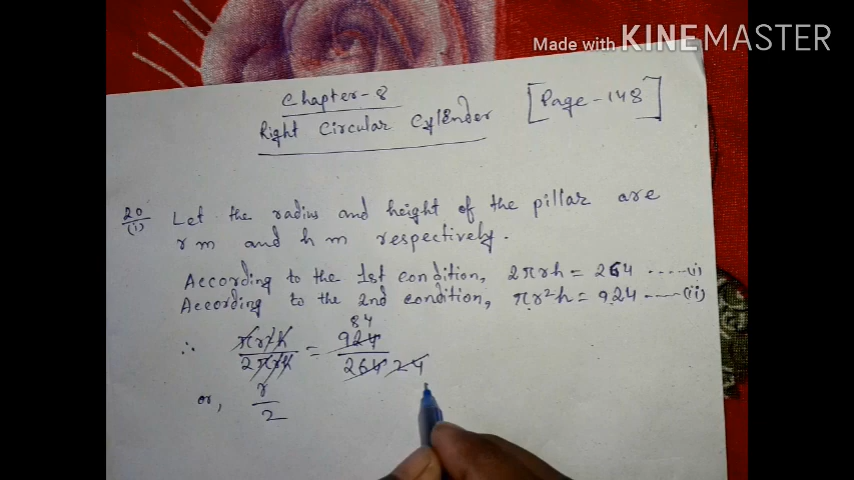 Made with KINEMASTER
Chapter-8
Right Circular Cylinder [Page-148]
20/(i) Let the radius and height of the pillar are
r m and h m respectively.
According to the 1st condition, 2πrh = 264 .....(i)
According to the 2nd condition, πr²h = 924 ....(ii)
84
∴ πr²h/2πrh = 924/264 24
or, r/2